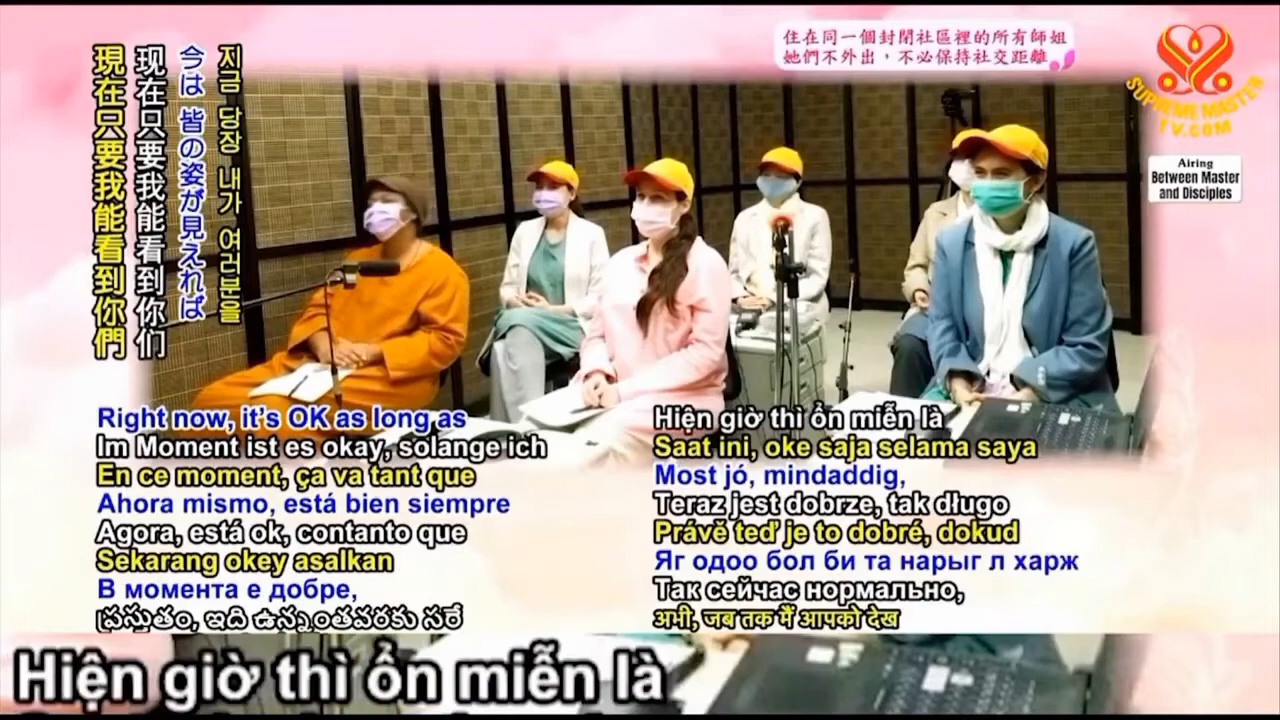 住在同一個封閉社區裡的所有師姐
她們不外出，不必保持社交距離
SUPREME MASTER
TV.COM
Airing
Between Master
and Disciples
지금 당장 내가 여러분을
今は 皆の姿が見えれば
现在只要我能看到你们
現在只要我能看到你們
Right now, it's OK as long as
Im Moment ist es okay, solange ich
En ce moment, ça va tant que
Ahora mismo, está bien siempre
Agora, está ok, contanto que
Sekarang okey asalkan
В момента е добре,
ప్రస్తుతం, ఇది ఉన్నంతవరకు సరే
Hiện giờ thì ổn miễn là
Saat ini, oke saja selama saya
Most jó, mindaddig,
Teraz jest dobrze, tak długo
Právě teď je to dobré, dokud
Яг одоо бол би та нарыг л харж
Так сейчас нормально,
अभी, जब तक मैं आपको देख
Hiện giờ thì ổn miễn là